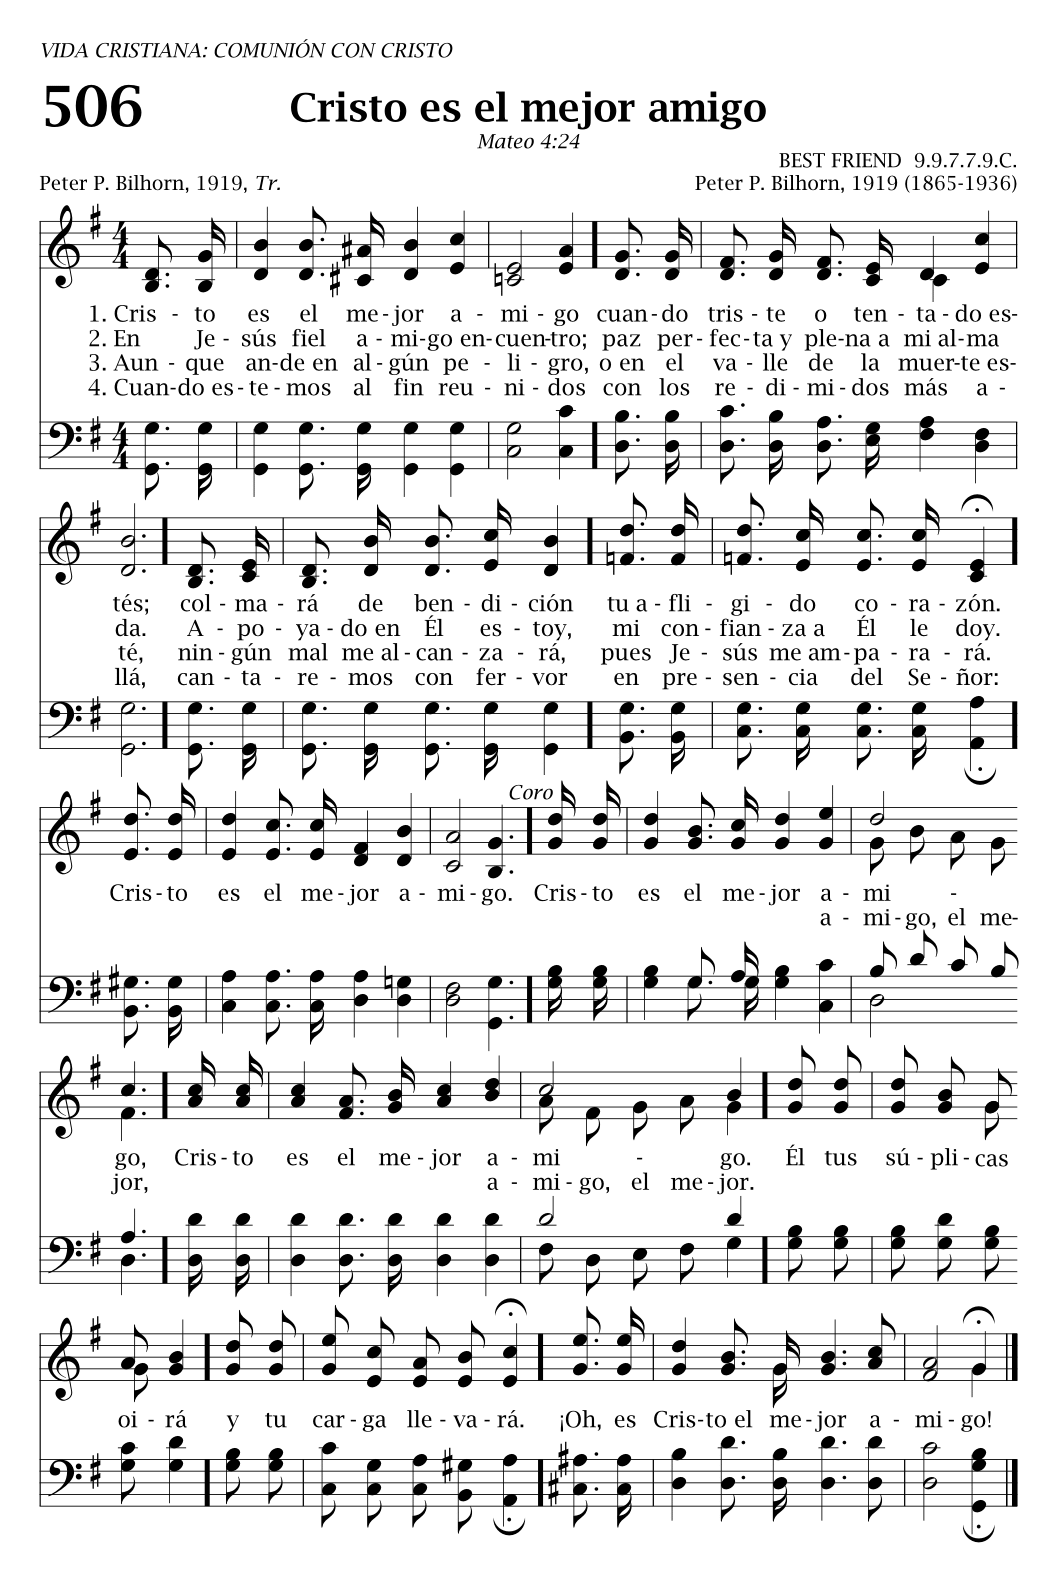 VIDA CRISTIANA: COMUNIÓN CON CRISTO
506 Cristo es el mejor amigo
Mateo 4:24
BEST FRIEND 9.9.7.7.9.C.
Peter P. Bilhorn, 1919, Tr. Peter P. Bilhorn, 1919 (1865-1936)
1. Cris - to es el me - jor a - mi - go cuan - do tris - te o ten - ta - do es-
2. En Je - sús fiel a - mi - go en - cuen - tro; paz per - fec - ta y ple - na a mi al - ma
3. Aun - que an - de en al - gún pe - li - gro, o en el va - lle de la muer - te es-
4. Cuan - do es - te - mos al fin reu - ni - dos con los re - di - mi - dos más a -
tés; col - ma - rá de ben - di - ción tu a - fli - gi - do co - ra - zón.
da. A - po - ya - do en Él es - toy, mi con - fian - za a Él le doy.
té, nin - gún mal me al - can - za - rá, pues Je - sús me am - pa - ra - rá.
llá, can - ta - re - mos con fer - vor en pre - sen - cia del Se - ñor:
Coro
Cris - to es el me - jor a - mi - go. Cris - to es el me - jor a - mi -
a - mi - go, el me-
go, Cris - to es el me - jor a - mi - go. Él tus sú - pli - cas
jor, a - mi - go, el me - jor.
oi - rá y tu car - ga lle - va - rá. ¡Oh, es Cris - to el me - jor a - mi - go!